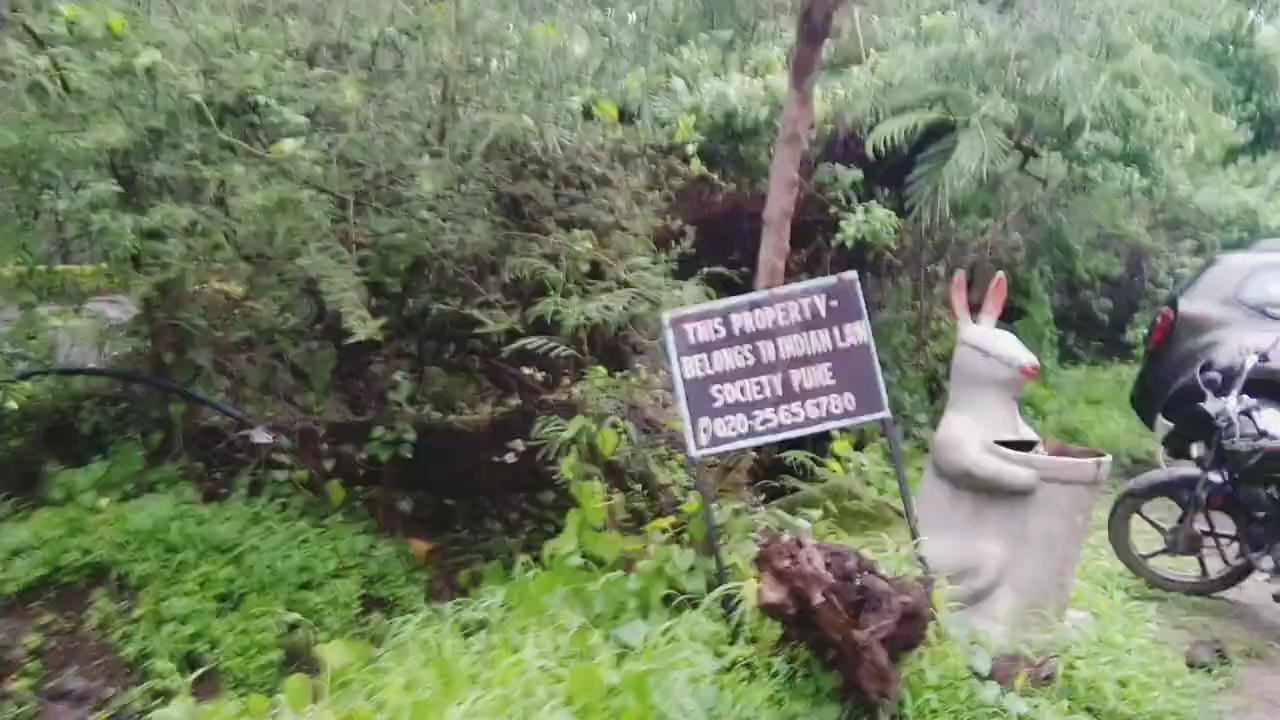 THIS PROPERTY-
BELONGS TO INDIAN LAW
SOCIETY PUNE
✆020-25656780